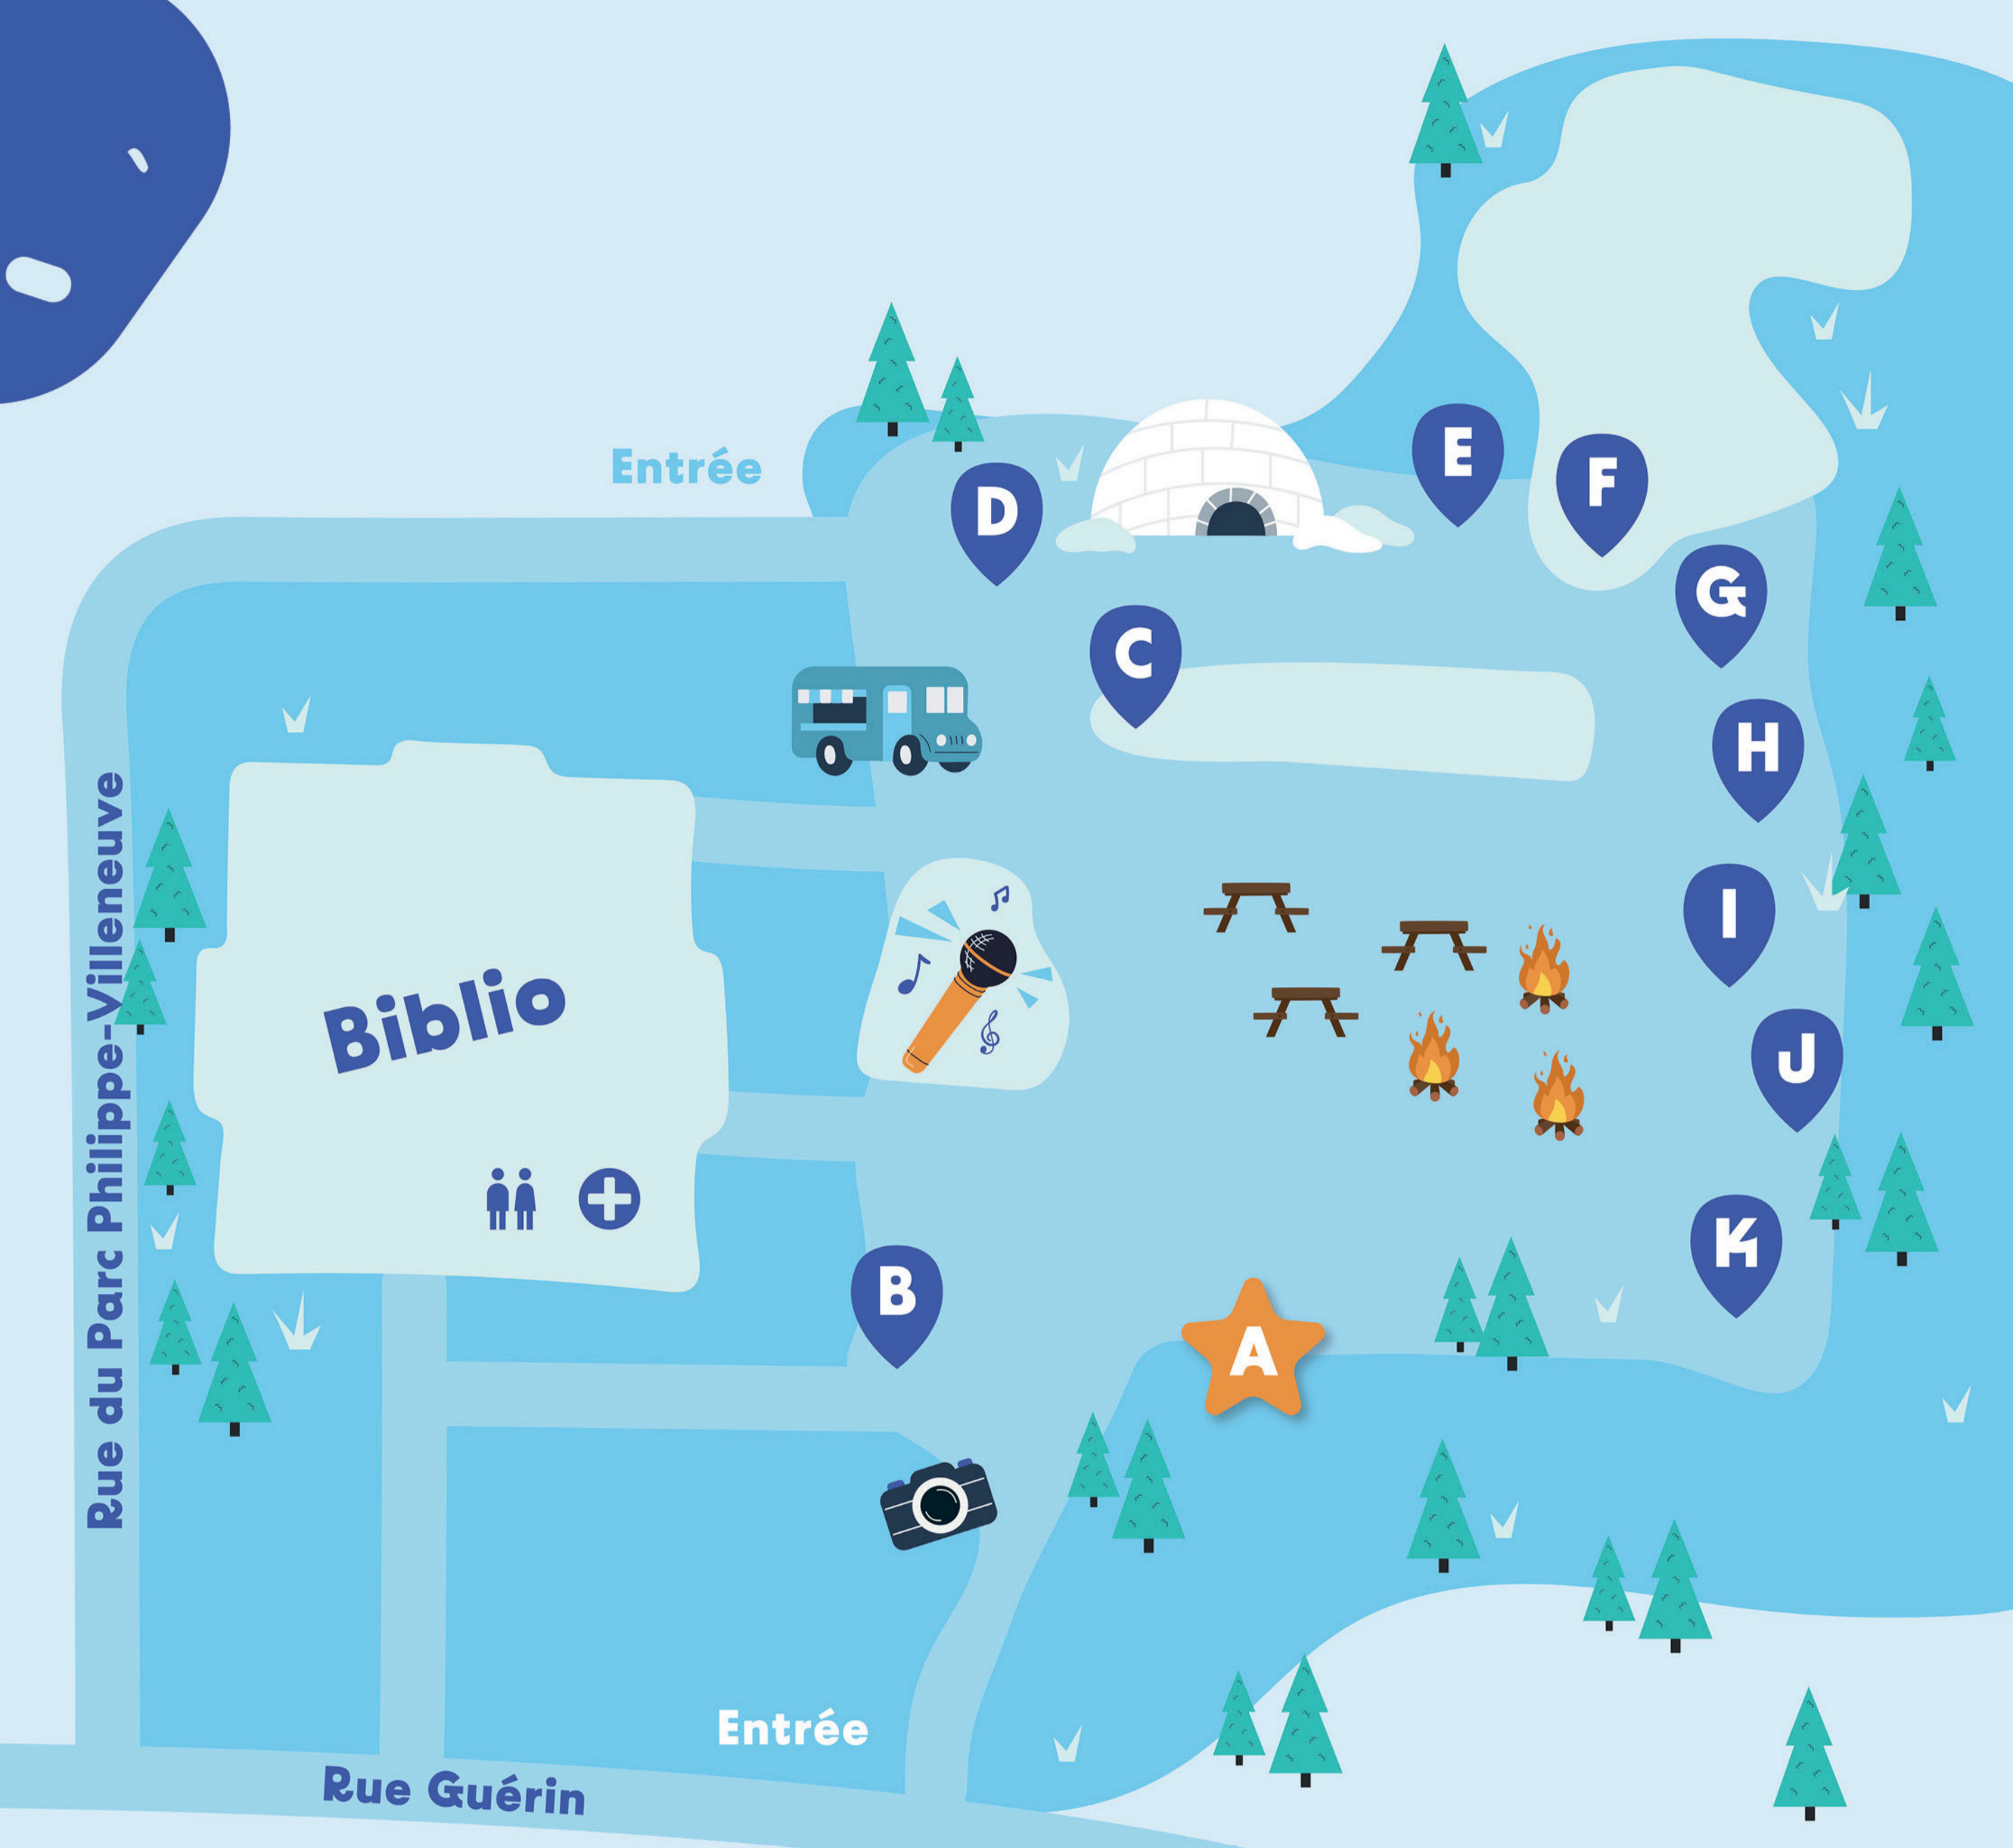 Entrée
D
E
F
G
C
H
I
Rue du Parc Philippe-Villeneuve
Biblio
J
K
B
A
Entrée
Rue Guérin